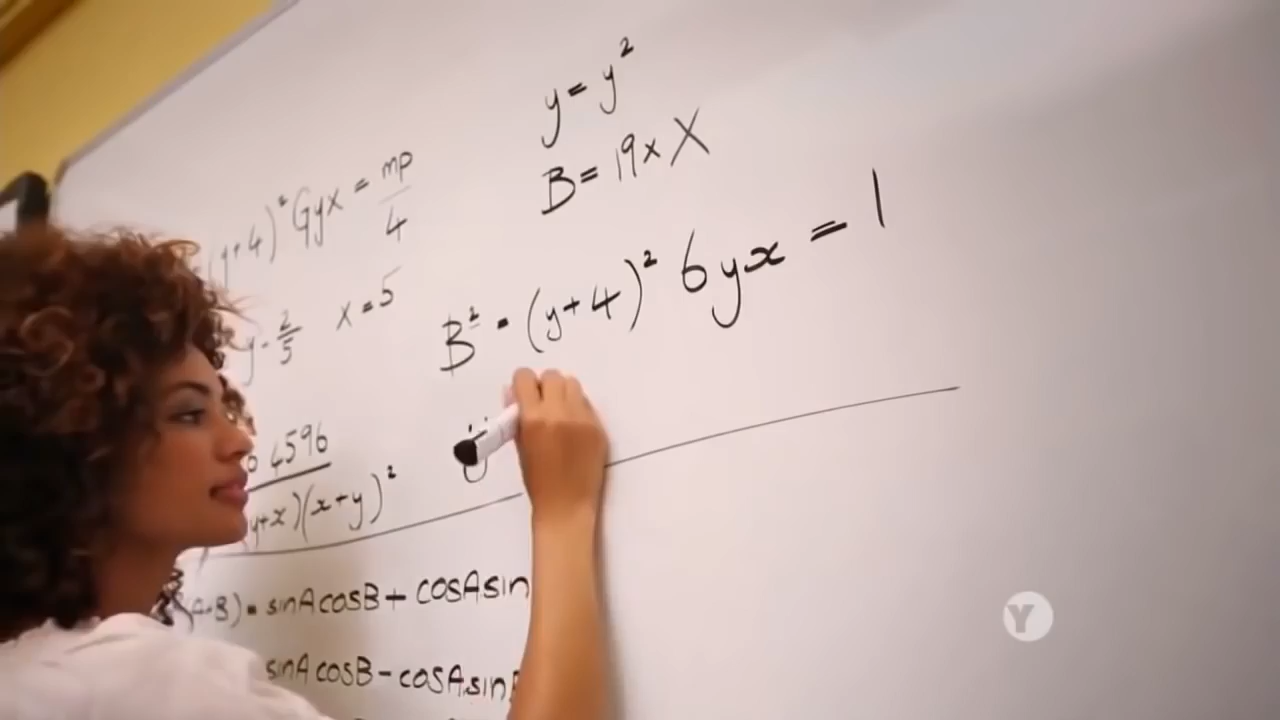 y = y²
B = 19x X
(y+4)² Gyx = mp/4
B² = (y+4)² 6yx = 1
y = 2/5 x = 5
4596
(y+x)(x+y)²
sinAcosB + cosAsin
sinAcosB - cosAsin
Y